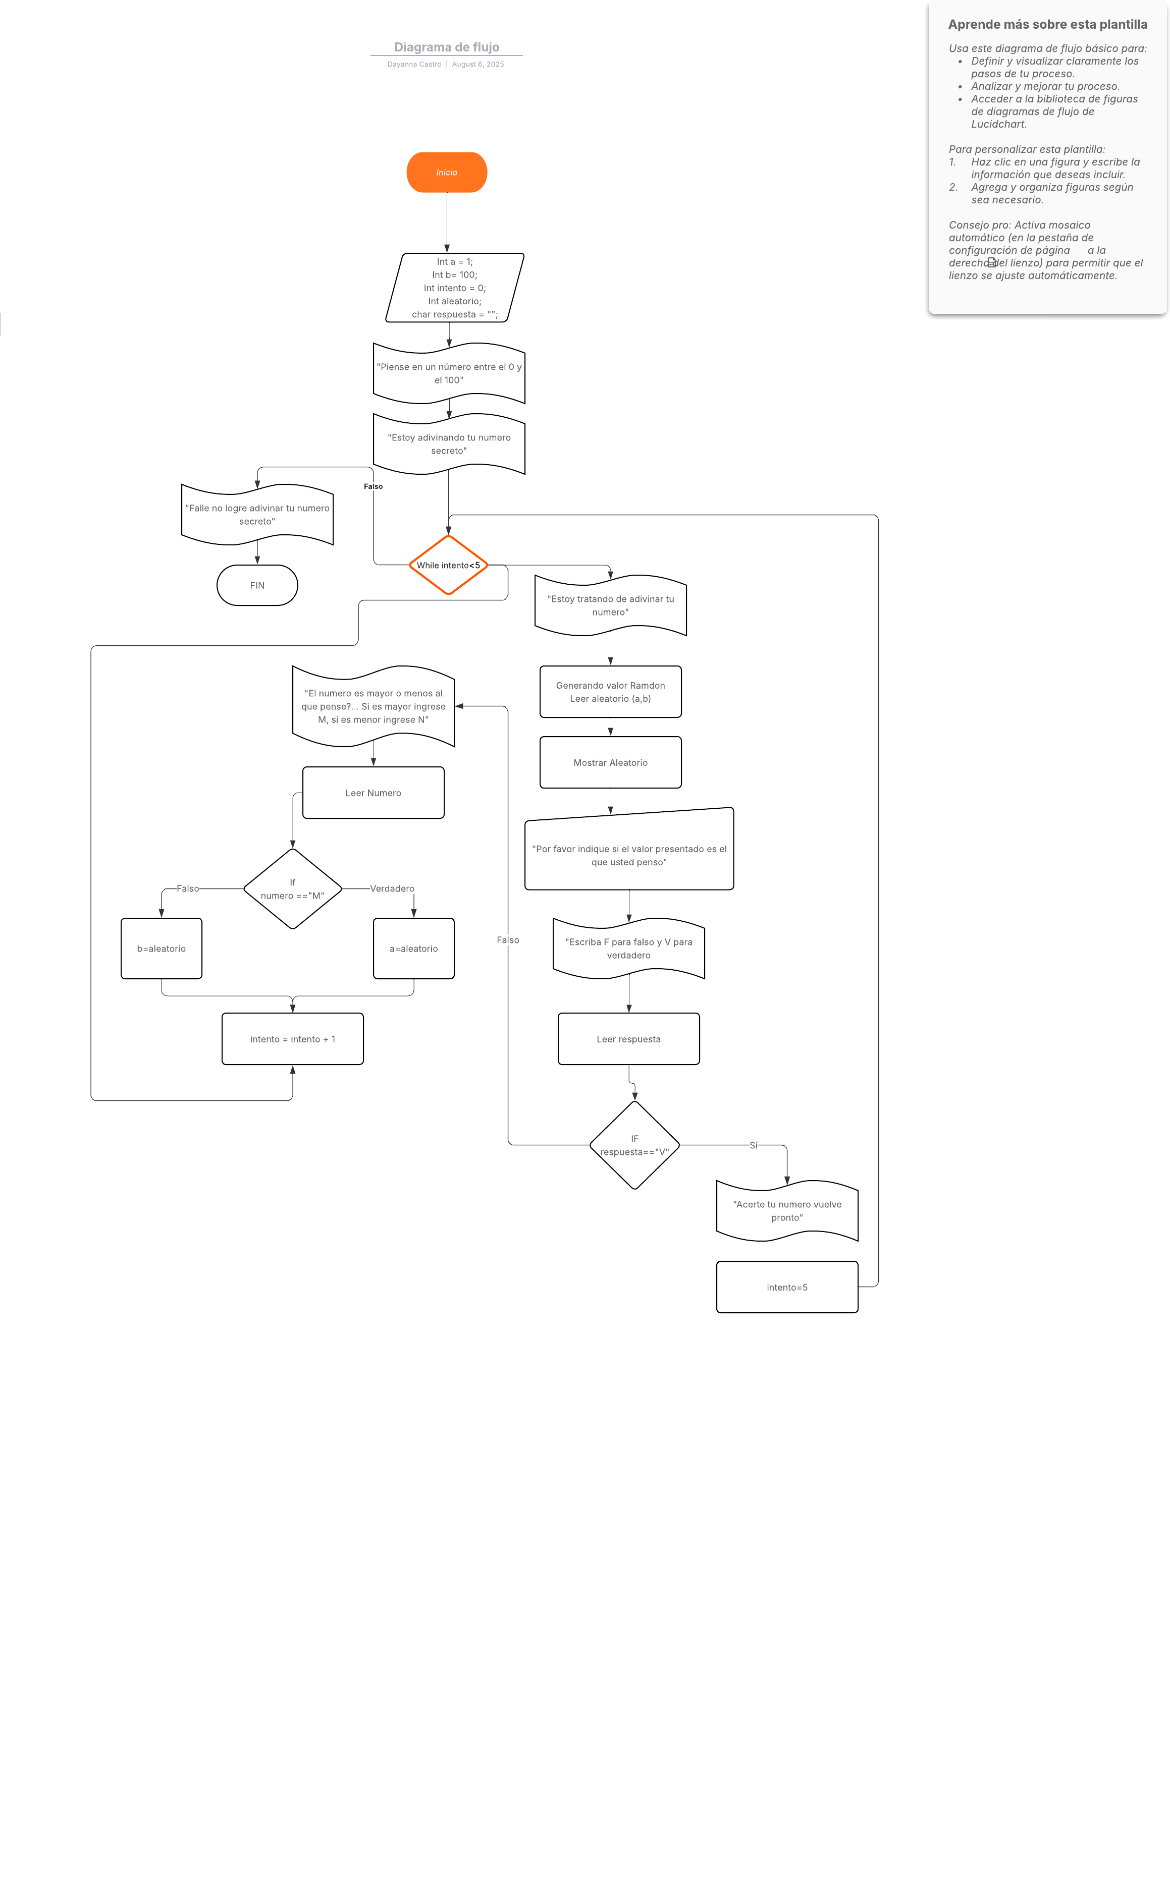 Diagrama de flujo
Dayanna Castro | August 6, 2025
Aprende más sobre esta plantilla
Usa este diagrama de flujo básico para:
• Definir y visualizar claramente los
pasos de tu proceso.
• Analizar y mejorar tu proceso.
• Acceder a la biblioteca de figuras
de diagramas de flujo de
Lucidchart.
Para personalizar esta plantilla:
1. Haz clic en una figura y escribe la
información que deseas incluir.
2. Agrega y organiza figuras según
sea necesario.
Consejo pro: Activa mosaico
automático (en la pestaña de
configuración de página a la
derecha del lienzo) para permitir que el
lienzo se ajuste automáticamente.
Inicio
Int a = 1;
Int b= 100;
Int intento = 0;
Int aleatorio;
char respuesta = "";
"Piense en un número entre el 0 y
el 100"
"Estoy adivinando tu numero
secreto"
Falso
"Falle no logre adivinar tu numero
secreto"
FIN
While intento<5
"Estoy tratando de adivinar tu
numero"
Generando valor Ramdon
Leer aleatorio (a,b)
Mostrar Aleatorio
"Por favor indique si el valor presentado es el
que usted penso"
"Escriba F para falso y V para
verdadero
Leer respuesta
IF
respuesta=="V"
Falso
Sí
"Acerte tu numero vuelve
pronto"
intento=5
"El numero es mayor o menos al
que pense?... Si es mayor ingrese
M, si es menor ingrese N"
Leer Numero
If
numero =="M"
Falso
Verdadero
b=aleatorio
a=aleatorio
intento = intento + 1